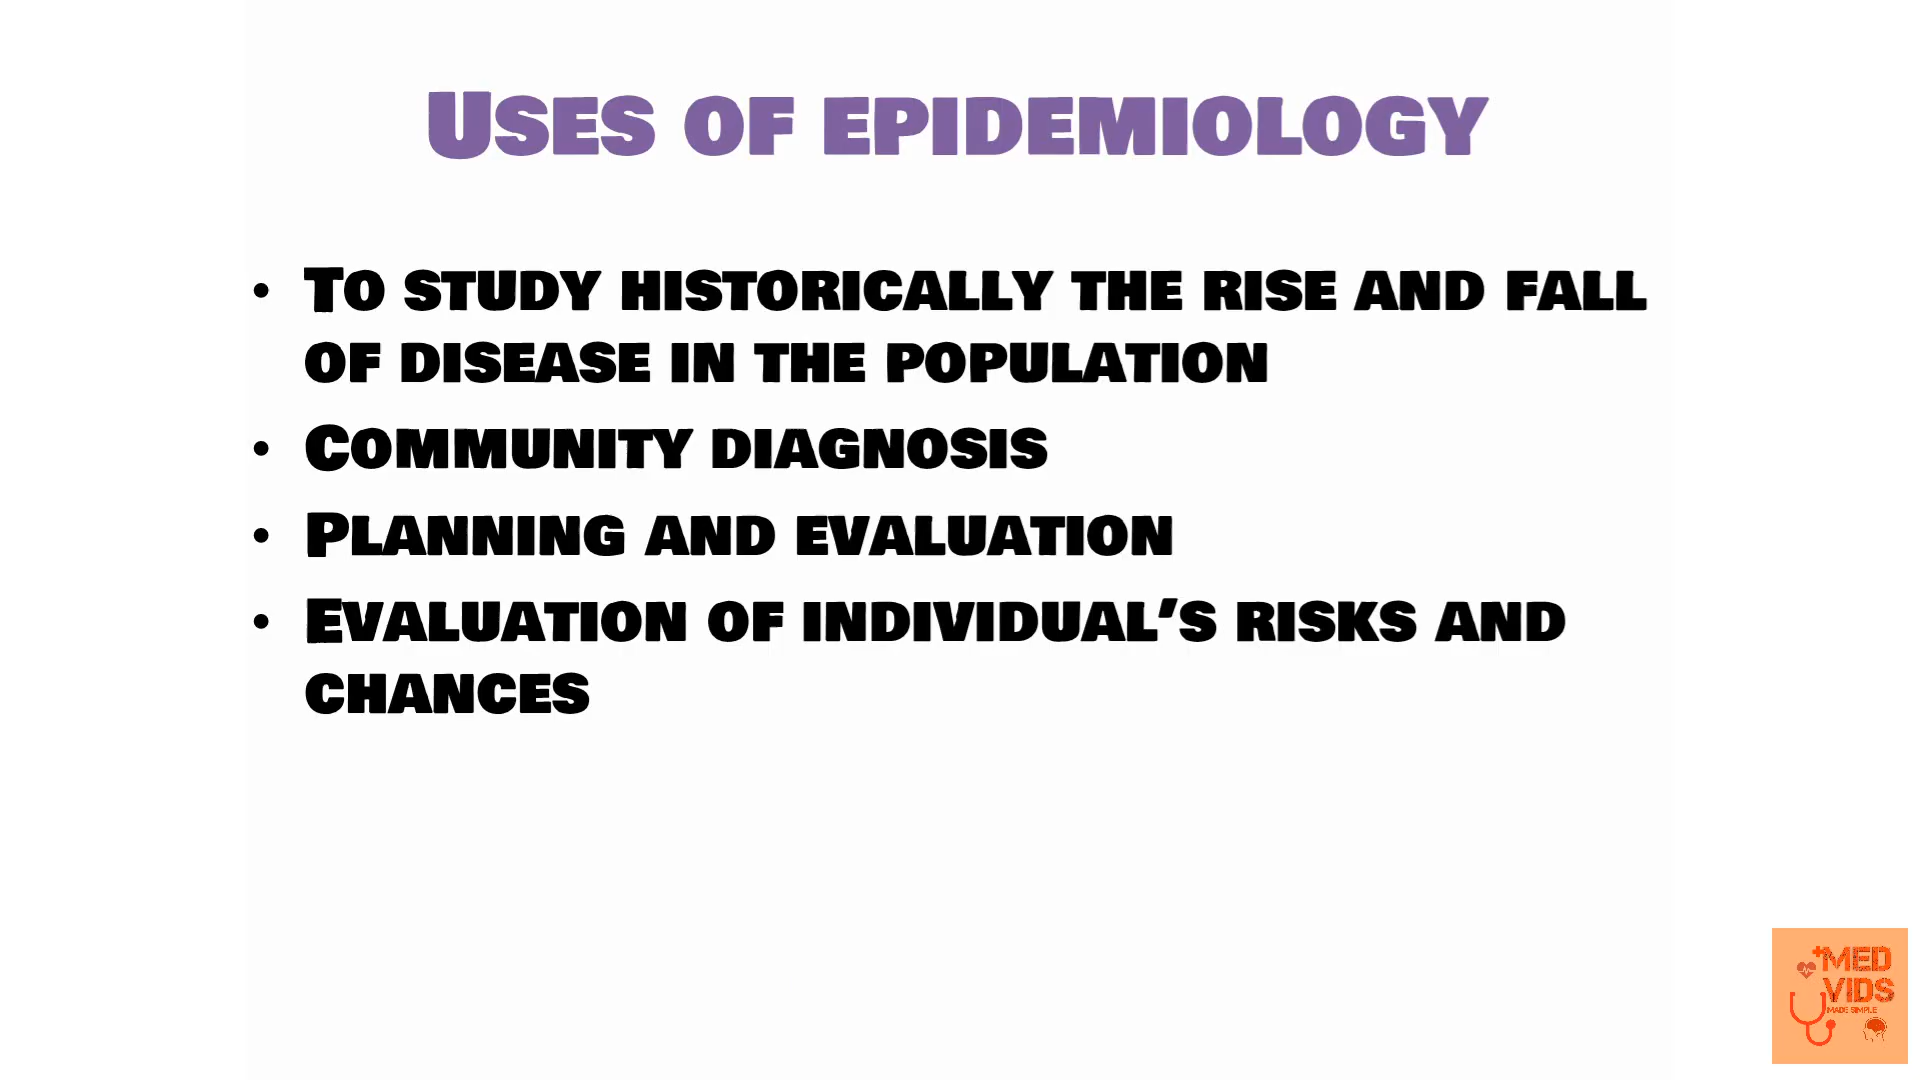 Uses of epidemiology
• To study historically the rise and fall
of disease in the population
• Community diagnosis
• Planning and evaluation
• Evaluation of individual’s risks and
chances
MED
VIDS
MADE SIMPLE